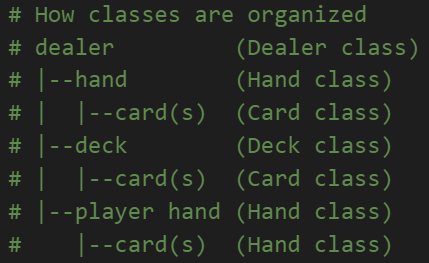 # How classes are organized
# dealer         (Dealer class)
# |--hand        (Hand class)
# |  |--card(s)  (Card class)
# |--deck        (Deck class)
# |  |--card(s)  (Card class)
# |--player hand (Hand class)
#    |--card(s)  (Hand class)